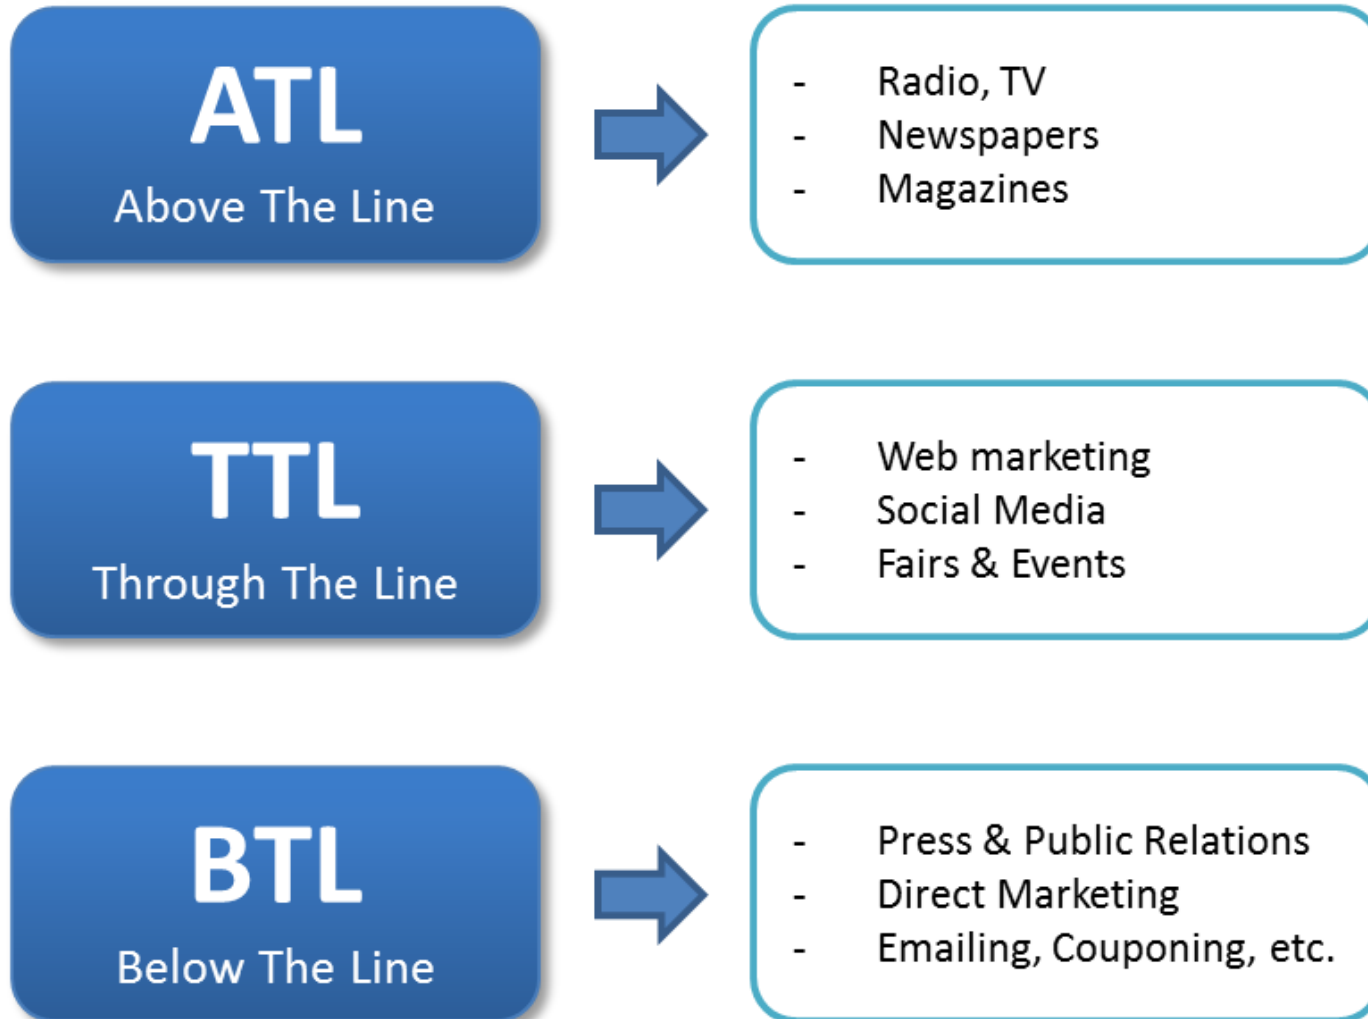 ATL
Above The Line
- Radio, TV
- Newspapers
- Magazines
TTL
Through The Line
- Web marketing
- Social Media
- Fairs & Events
BTL
Below The Line
- Press & Public Relations
- Direct Marketing
- Emailing, Couponing, etc.